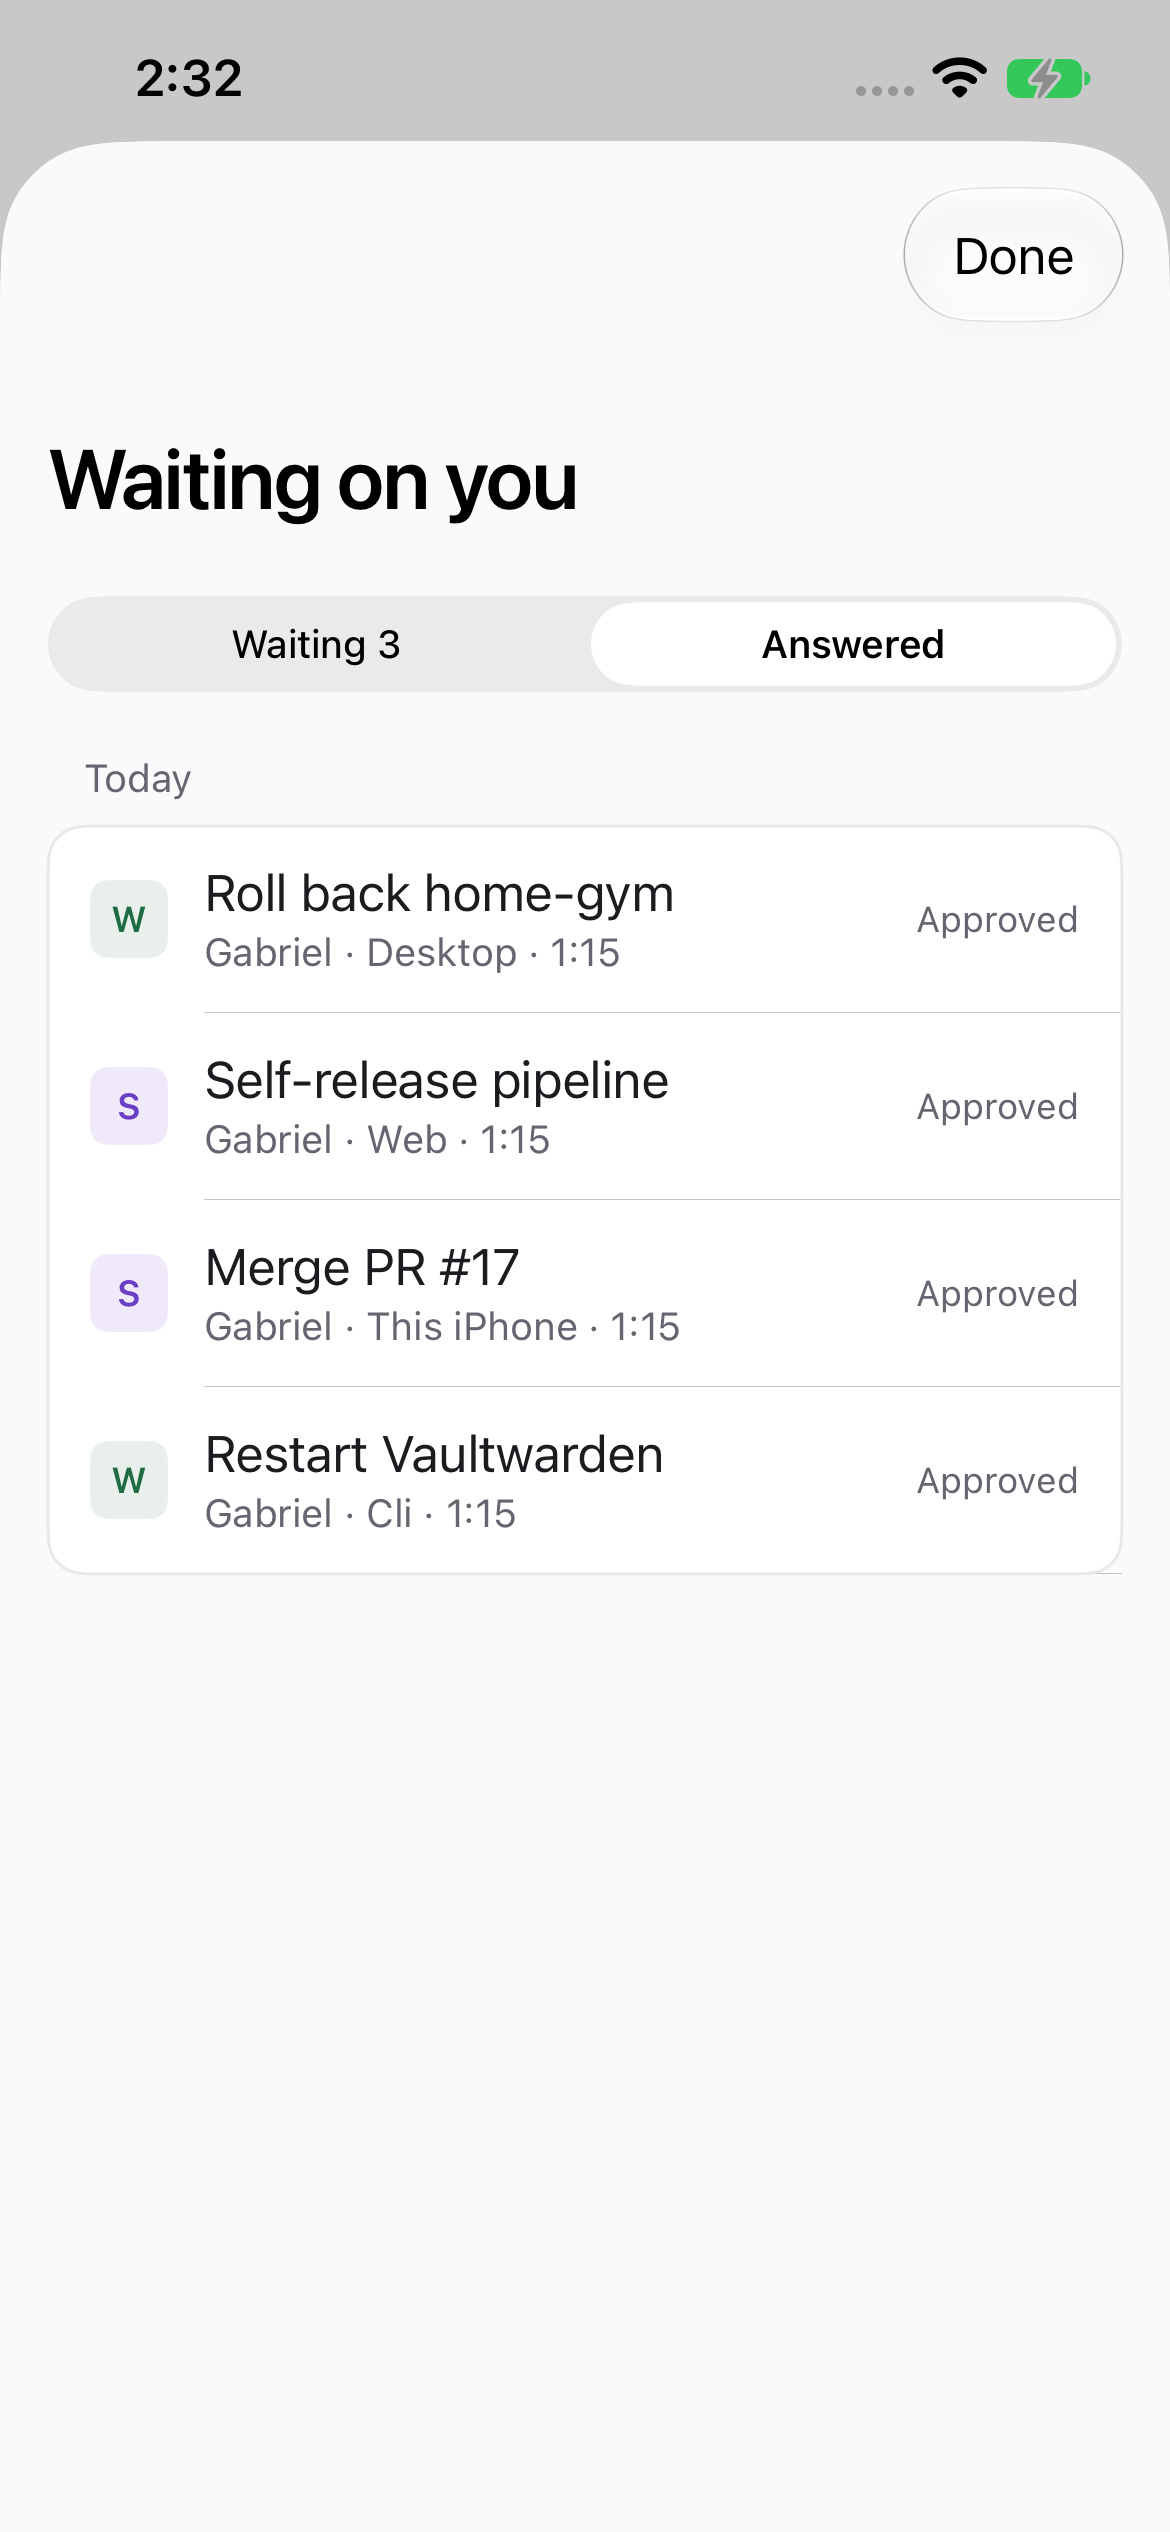 2:32
Done
Waiting on you
Waiting 3
Answered
Today
W
Roll back home-gym
Gabriel · Desktop · 1:15
Approved
S
Self-release pipeline
Gabriel · Web · 1:15
Approved
S
Merge PR #17
Gabriel · This iPhone · 1:15
Approved
W
Restart Vaultwarden
Gabriel · Cli · 1:15
Approved